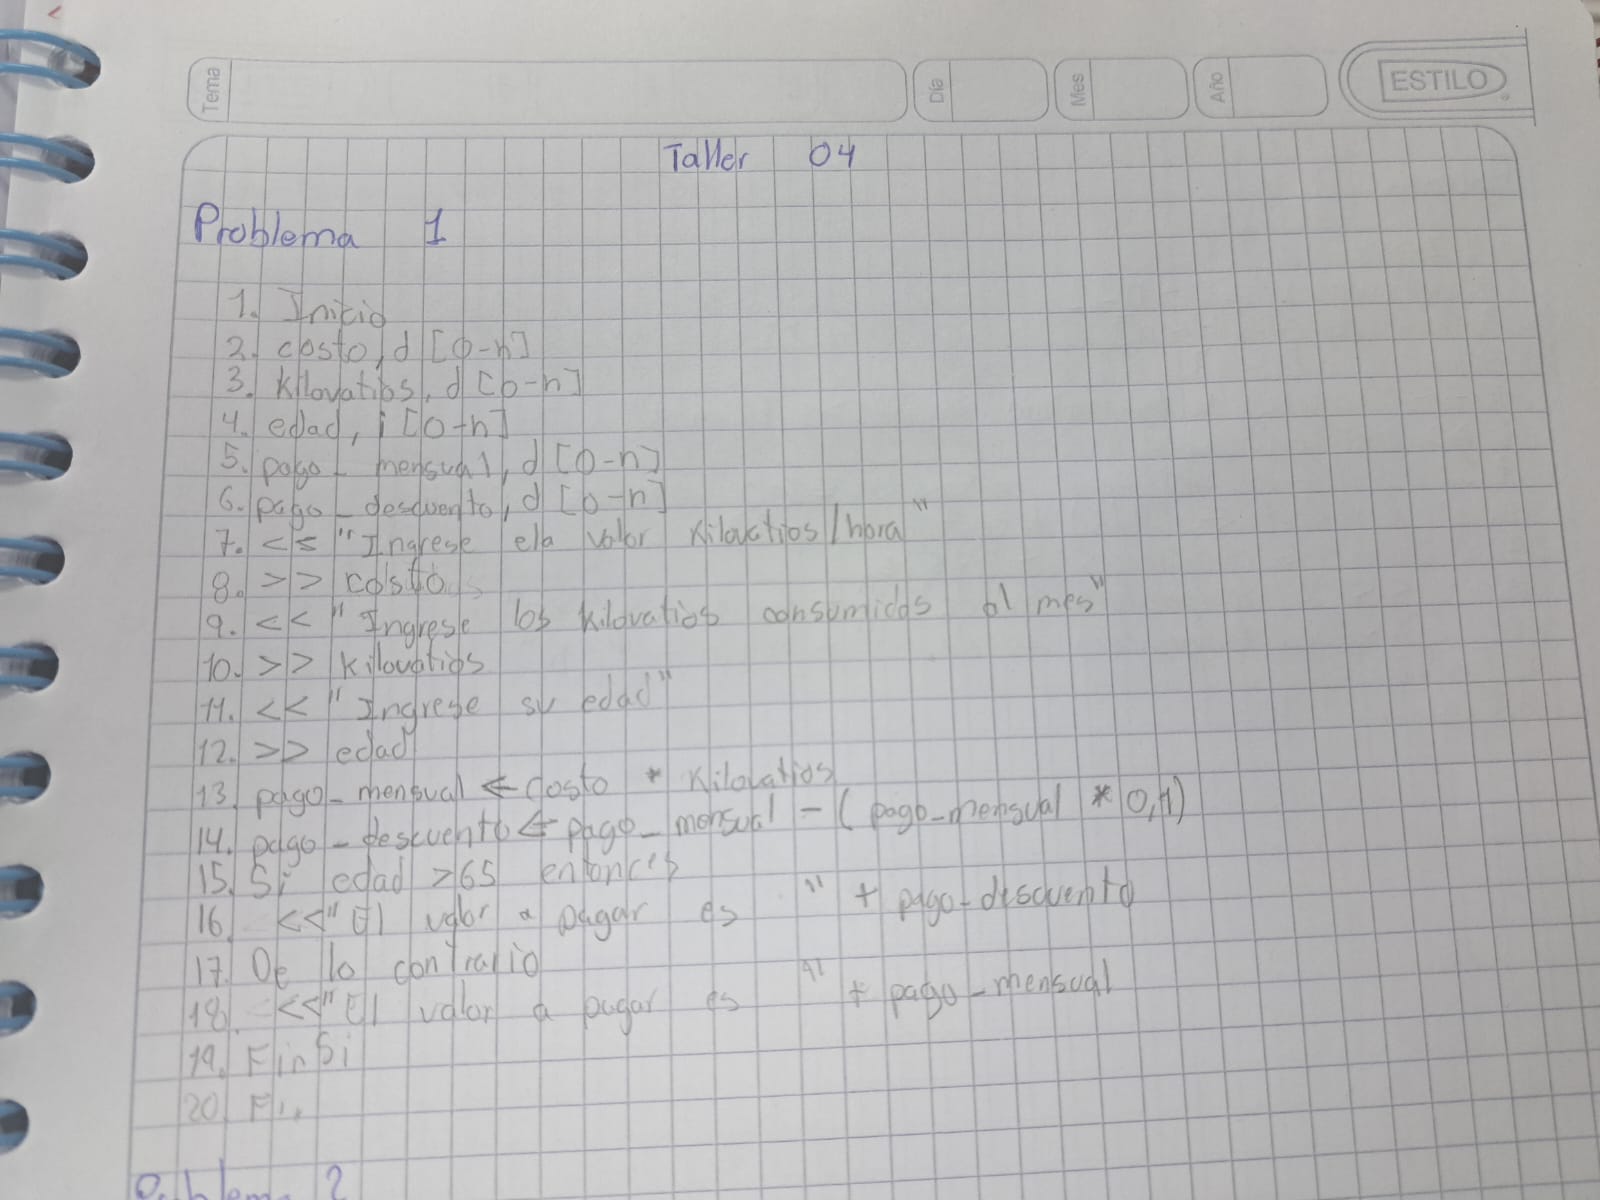 Tema
Día
Mes
Año
ESTILO
Taller 04
Problema 1
1. Inicio
2. costo, d [0-n]
3. kilovatios, d [0-n]
4. edad, i [0-n]
5. pago_mensual, d [0-n]
6. pago_descuento, d [0-n]
7. << "Ingrese ela valor kilovatios/hora"
8. >> costo
9. << "Ingrese los kilovatios consumidos al mes"
10. >> kilovatios
11. << "Ingrese su edad"
12. >> edad
13. pago_mensual ← costo * kilovatios
14. pago_descuento ← pago_mensual - (pago_mensual * 0,1)
15. Si edad >65 entonces
16. <<"El valor a pagar es " + pago_descuento
17. De lo contrario
18. <<"El valor a pagar es " + pago_mensual
19. FinSi
20. Fin
Problema 2